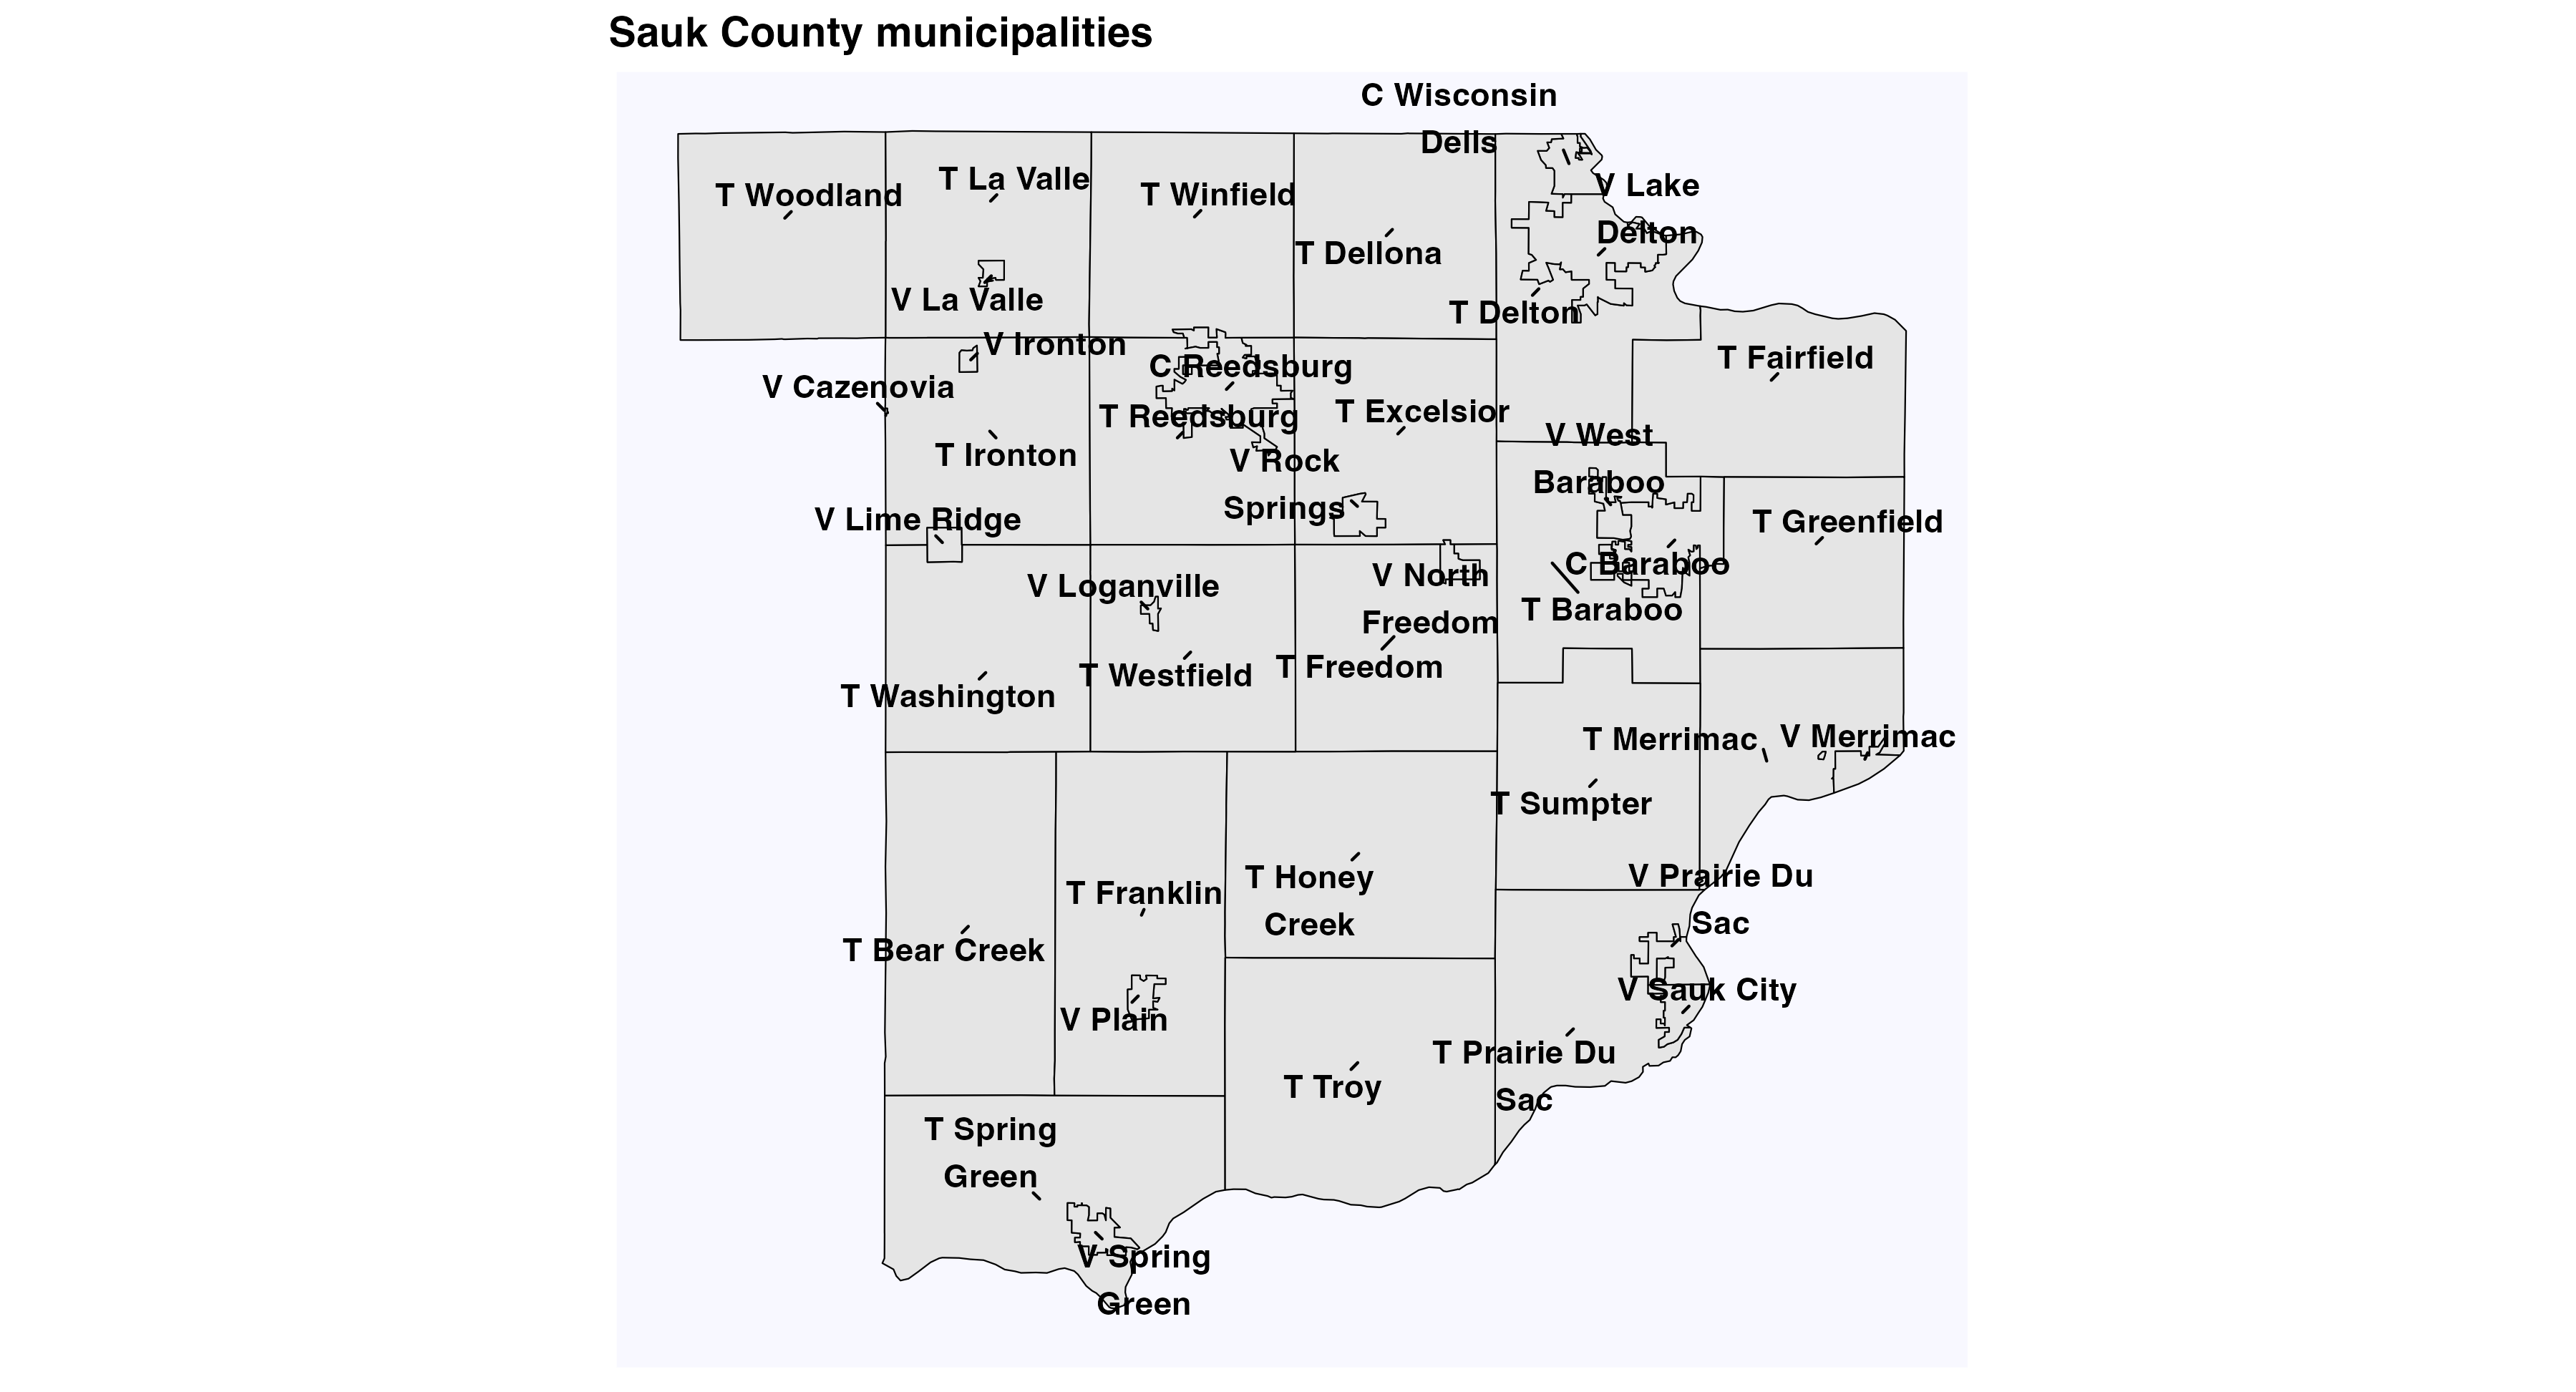 Sauk County municipalities
C Wisconsin
Dells
T Woodland
T La Valle
T Winfield
V Lake
Delton
T Dellona
V La Valle
T Delton
V Ironton
C Reedsburg
T Fairfield
V Cazenovia
T Reedsburg
T Excelsior
V West
Baraboo
T Ironton
V Rock
Springs
V Lime Ridge
T Greenfield
C Baraboo
V North
Freedom
V Loganville
T Baraboo
T Freedom
T Westfield
T Washington
T Merrimac
V Merrimac
T Sumpter
V Prairie Du
Sac
T Honey
Creek
T Franklin
T Bear Creek
V Sauk City
V Plain
T Prairie Du
Sac
T Troy
T Spring
Green
V Spring
Green